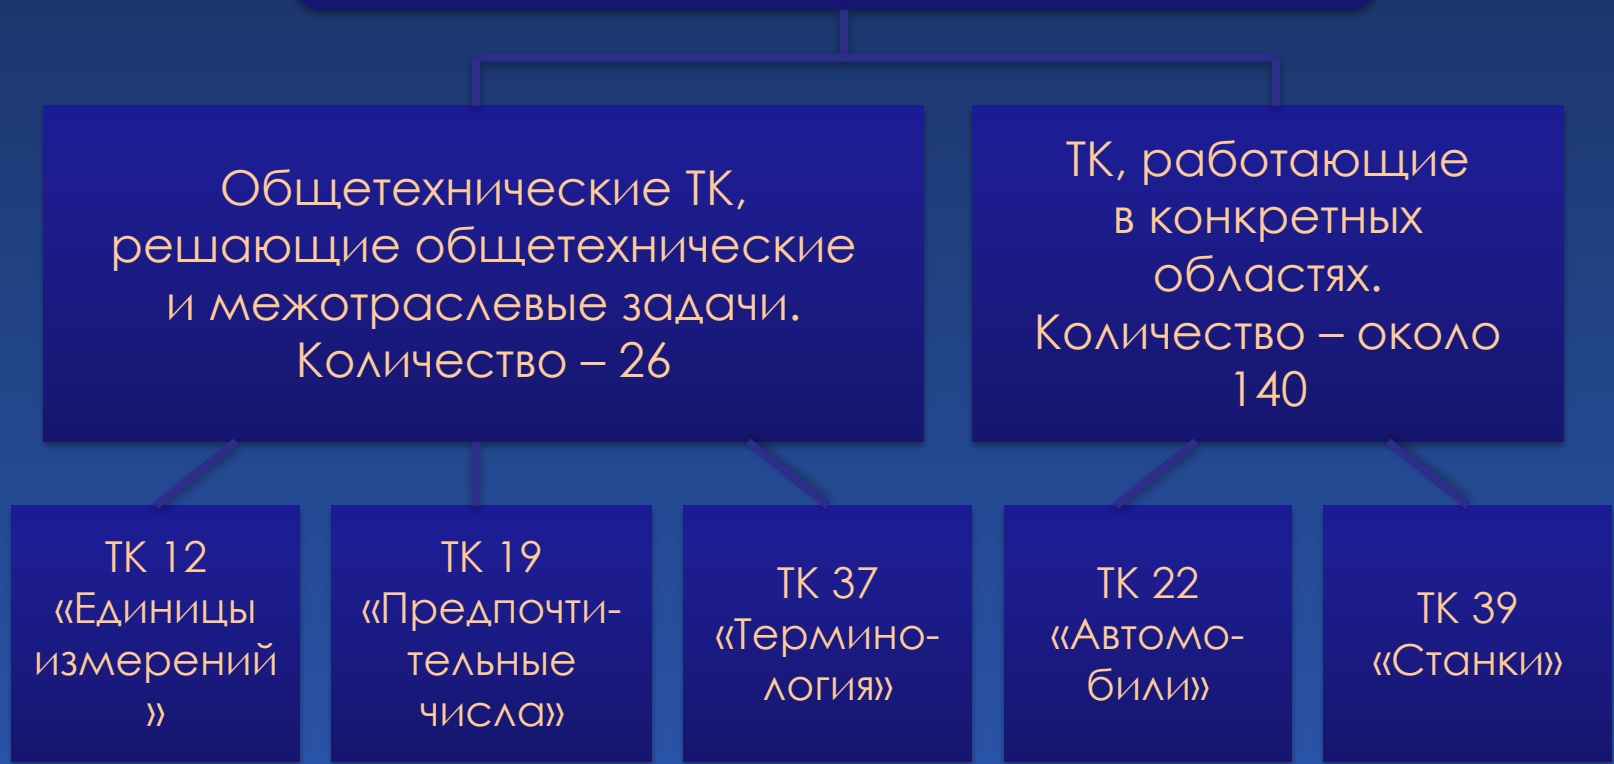 Общетехнические ТК,
решающие общетехнические
и межотраслевые задачи.
Количество – 26
ТК, работающие
в конкретных
областях.
Количество – около
140
ТК 12
«Единицы
измерений
»
ТК 19
«Предпочти-
тельные
числа»
ТК 37
«Термино-
логия»
ТК 22
«Автомо-
били»
ТК 39
«Станки»